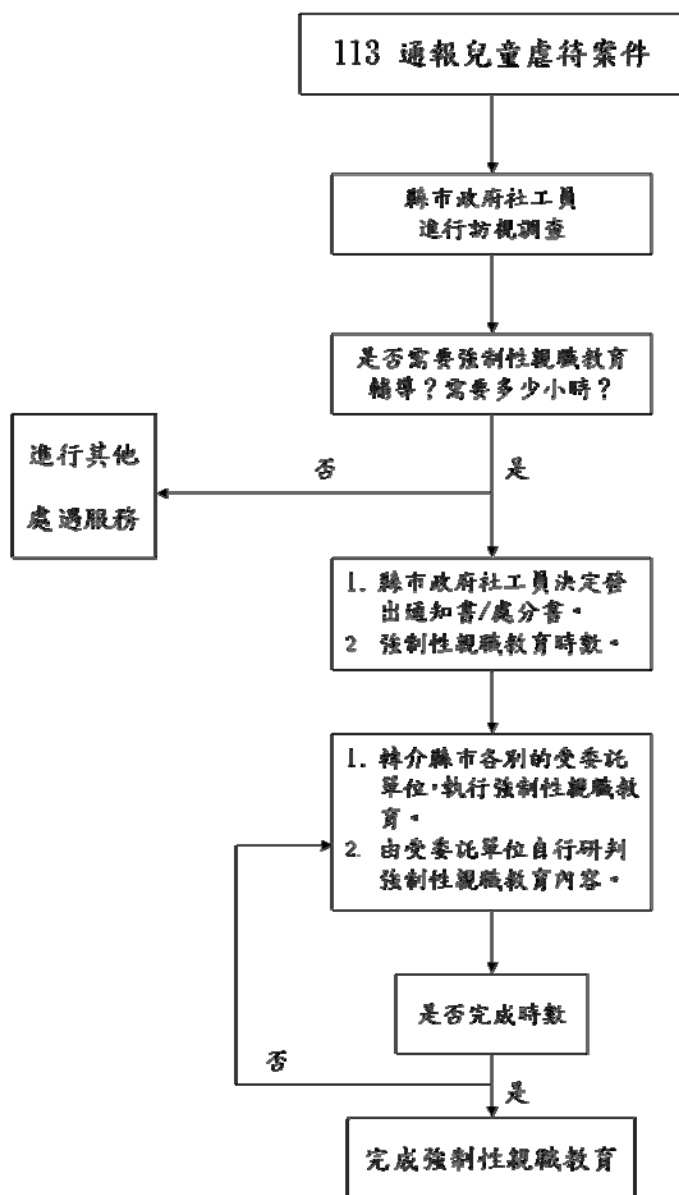 113 通報兒童虐待案件
縣市政府社工員
進行訪視調查
是否需要強制性親職教育
輔導？需要多少小時？
進行其他
處遇服務
否
是
1. 縣市政府社工員決定發
出通知書/處分書。
2 強制性親職教育時數。
1. 轉介縣市各別的受委託
單位，執行強制性親職教
育。
2. 由受委託單位自行研判
強制性親職教育內容。
是否完成時數
否
是
完成強制性親職教育